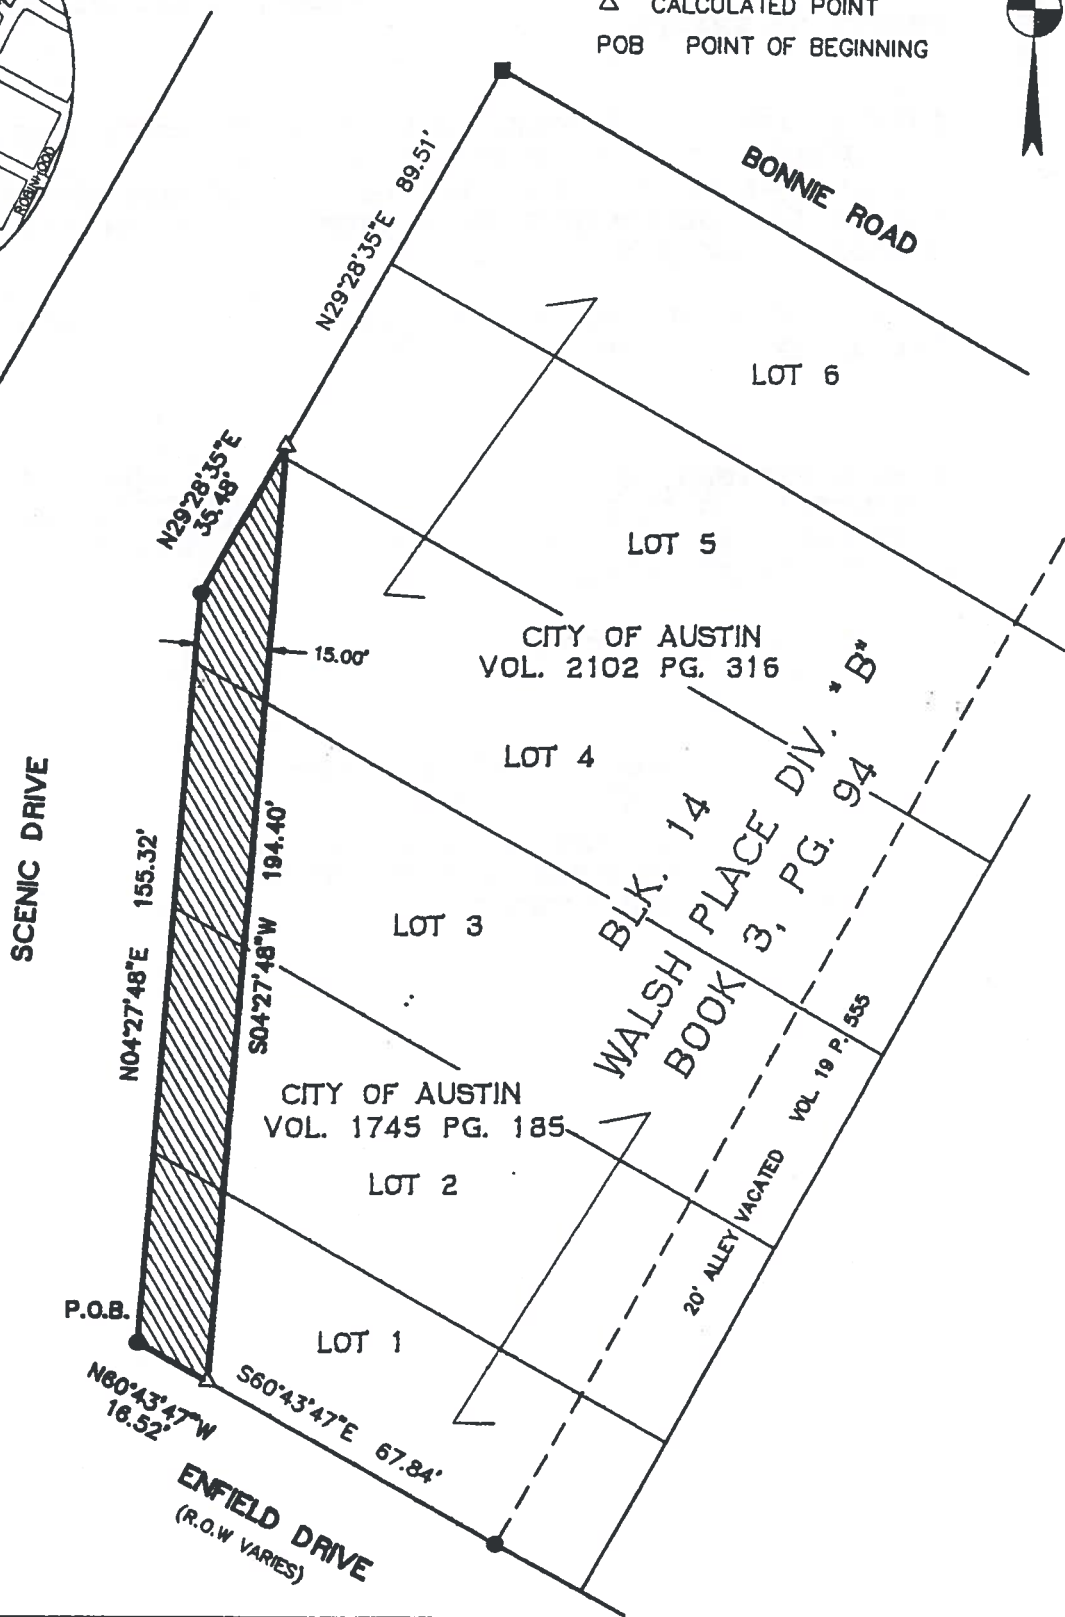 △ CALCULATED POINT
POB POINT OF BEGINNING
ROBINHOOD
BONNIE ROAD
N29°28'35"E 89.51'
LOT 6
N29°28'35"E
35.48'
LOT 5
CITY OF AUSTIN
VOL. 2102 PG. 316
15.00'
LOT 4
SCENIC DRIVE
N04°27'48"E 155.32'
S04°27'48"W 194.40'
BLK. 14
WALSH PLACE DIV. "B"
BOOK 3, PG. 94
LOT 3
CITY OF AUSTIN
VOL. 1745 PG. 185
LOT 2
20' ALLEY VACATED VOL. 19 P. 555
P.O.B.
LOT 1
N60°43'47"W
16.52'
S60°43'47"E 67.84'
ENFIELD DRIVE
(R.O.W VARIES)